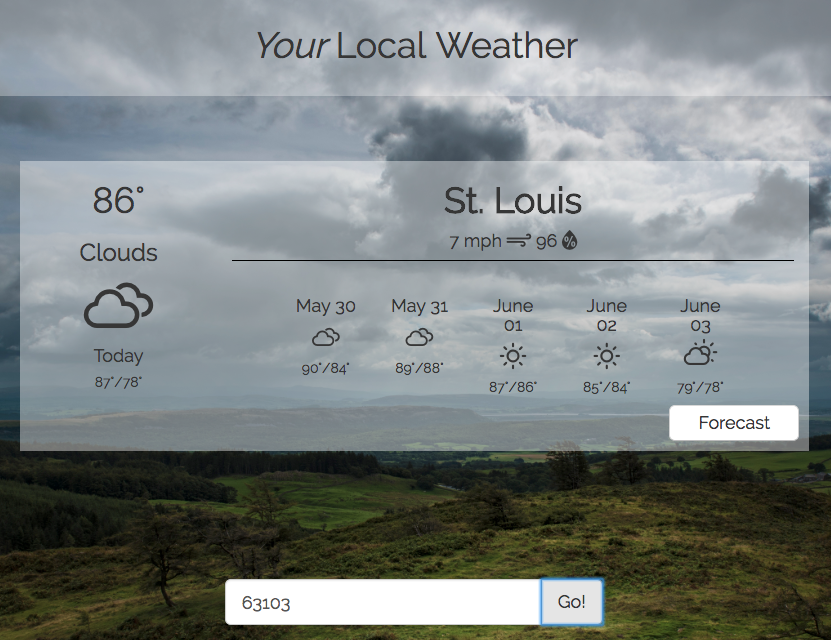 Your Local Weather
86°
Clouds
Today
87°/78°
St. Louis
7 mph 96 %
May 30
90°/84°
May 31
89°/88°
June
01
87°/86°
June
02
85°/84°
June
03
79°/78°
Forecast
63103
Go!